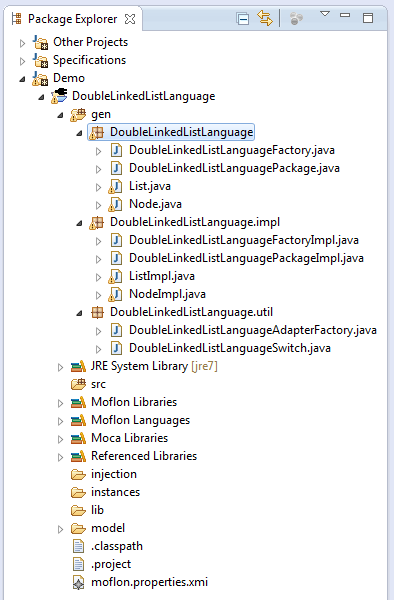 Package Explorer
Other Projects
Specifications
Demo
DoubleLinkedListLanguage
gen
DoubleLinkedListLanguage
DoubleLinkedListLanguageFactory.java
DoubleLinkedListLanguagePackage.java
List.java
Node.java
DoubleLinkedListLanguage.impl
DoubleLinkedListLanguageFactoryImpl.java
DoubleLinkedListLanguagePackageImpl.java
ListImpl.java
NodeImpl.java
DoubleLinkedListLanguage.util
DoubleLinkedListLanguageAdapterFactory.java
DoubleLinkedListLanguageSwitch.java
JRE System Library [jre7]
src
Moflon Libraries
Moflon Languages
Moca Libraries
Referenced Libraries
injection
instances
lib
model
.classpath
.project
moflon.properties.xmi